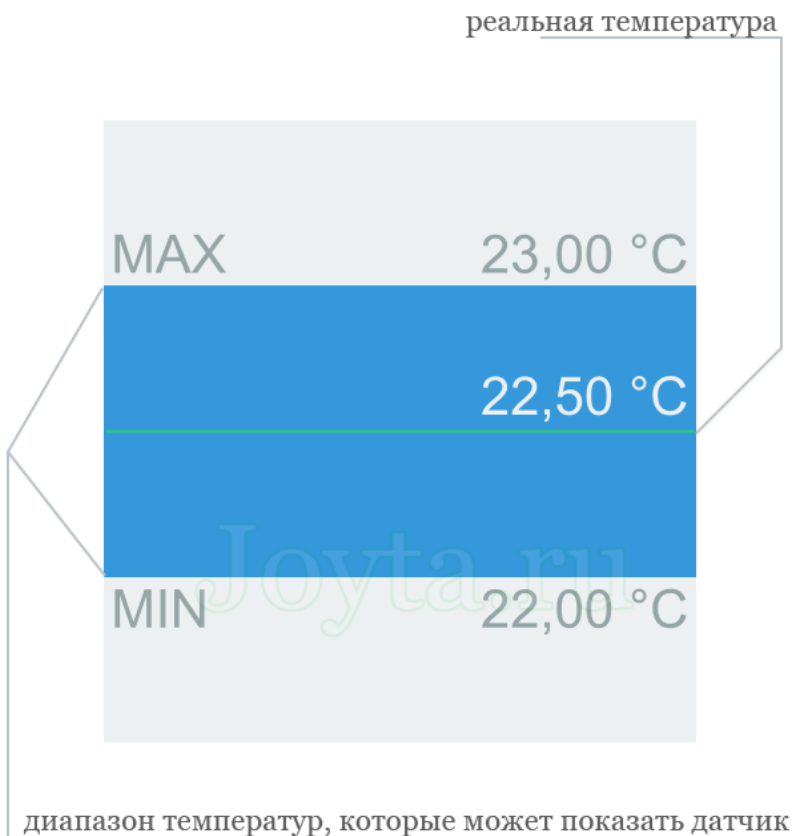 реальная температура
MAX 23,00 °C
22,50 °C
Joyta.ru
MIN 22,00 °C
диапазон температур, которые может показать датчик